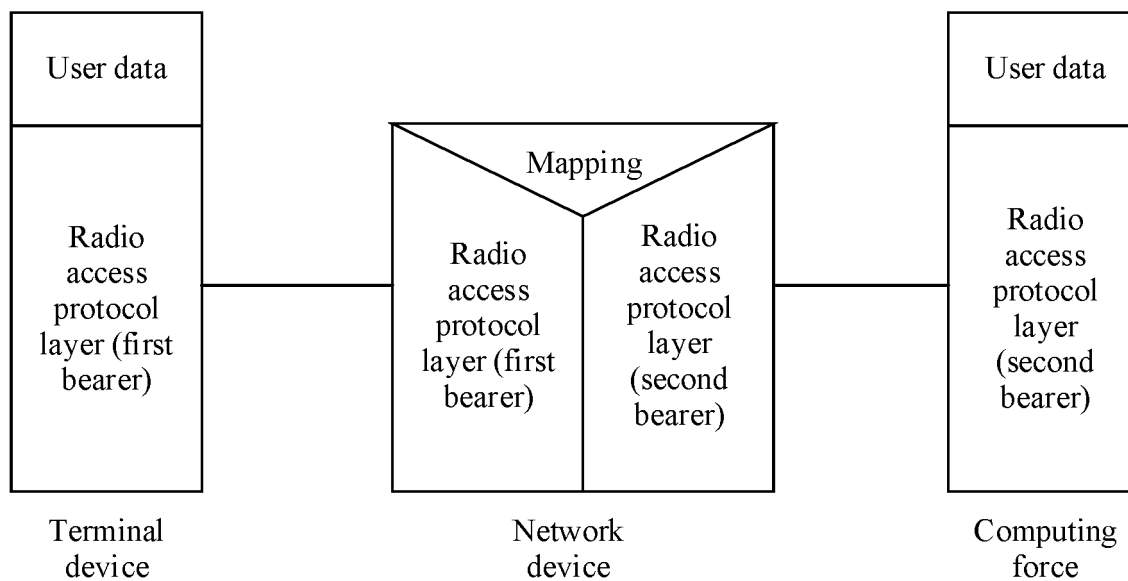 User data
Radio
access
protocol
layer (first
bearer)
Terminal
device
Mapping
Radio
access
protocol
layer (first
bearer)
Radio
access
protocol
layer
(second
bearer)
Network
device
User data
Radio
access
protocol
layer
(second
bearer)
Computing
force